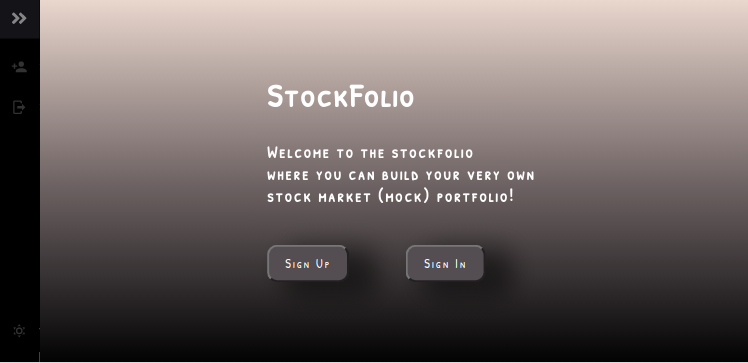 StockFolio
Welcome to the stockfolio
where you can build your very own
stock market (mock) portfolio!
Sign Up
Sign In